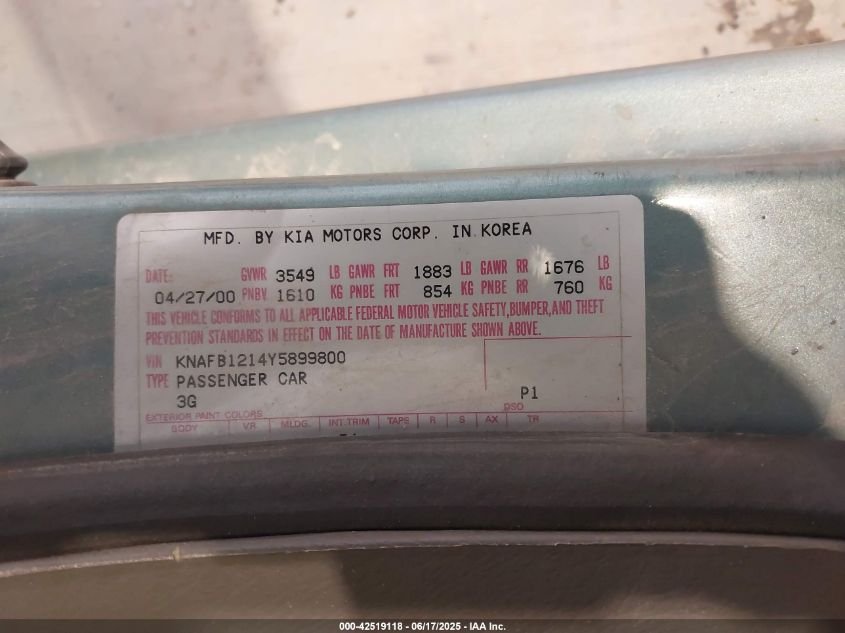 MFD. BY KIA MOTORS CORP. IN KOREA
DATE: GVWR 3549 LB GAWR FRT 1883 LB GAWR RR 1676 LB
04/27/00 PNBV 1610 KG PNBE FRT 854 KG PNBE RR 760 KG
THIS VEHICLE CONFORMS TO ALL APPLICABLE FEDERAL MOTOR VEHICLE SAFETY,BUMPER,AND THEFT
PREVENTION STANDARDS IN EFFECT ON THE DATE OF MANUFACTURE SHOWN ABOVE.
VIN KNAFB1214Y5899800
TYPE PASSENGER CAR
3G P1
DSO
EXTERIOR PAINT COLORS
BODY VR MLDG. INT.TRIM TAPE R S AX TR
000-42519118 - 06/17/2025 - IAA Inc.